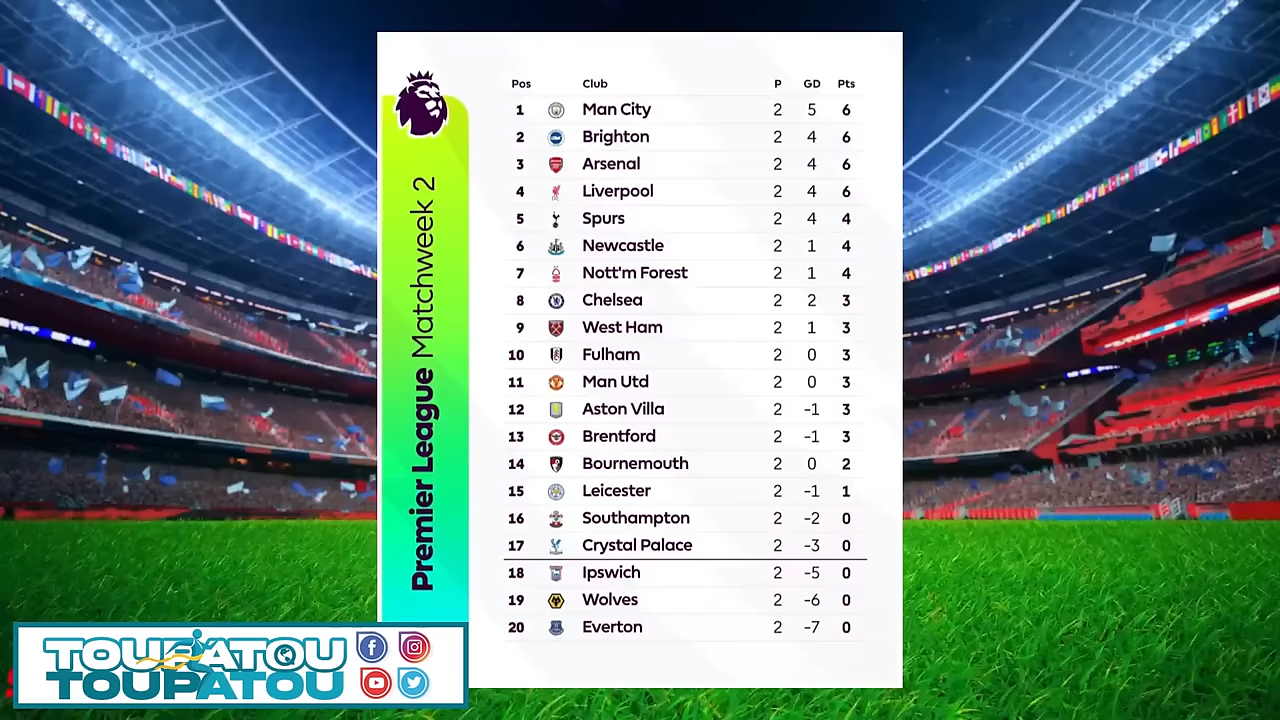 Premier League Matchweek 2
Pos Club P GD Pts
1 Man City 2 5 6
2 Brighton 2 4 6
3 Arsenal 2 4 6
4 Liverpool 2 4 6
5 Spurs 2 4 4
6 Newcastle 2 1 4
7 Nott'm Forest 2 1 4
8 Chelsea 2 2 3
9 West Ham 2 1 3
10 Fulham 2 0 3
11 Man Utd 2 0 3
12 Aston Villa 2 -1 3
13 Brentford 2 -1 3
14 Bournemouth 2 0 2
15 Leicester 2 -1 1
16 Southampton 2 -2 0
17 Crystal Palace 2 -3 0
18 Ipswich 2 -5 0
19 Wolves 2 -6 0
20 Everton 2 -7 0
TOUPATOU
TOUPATOU